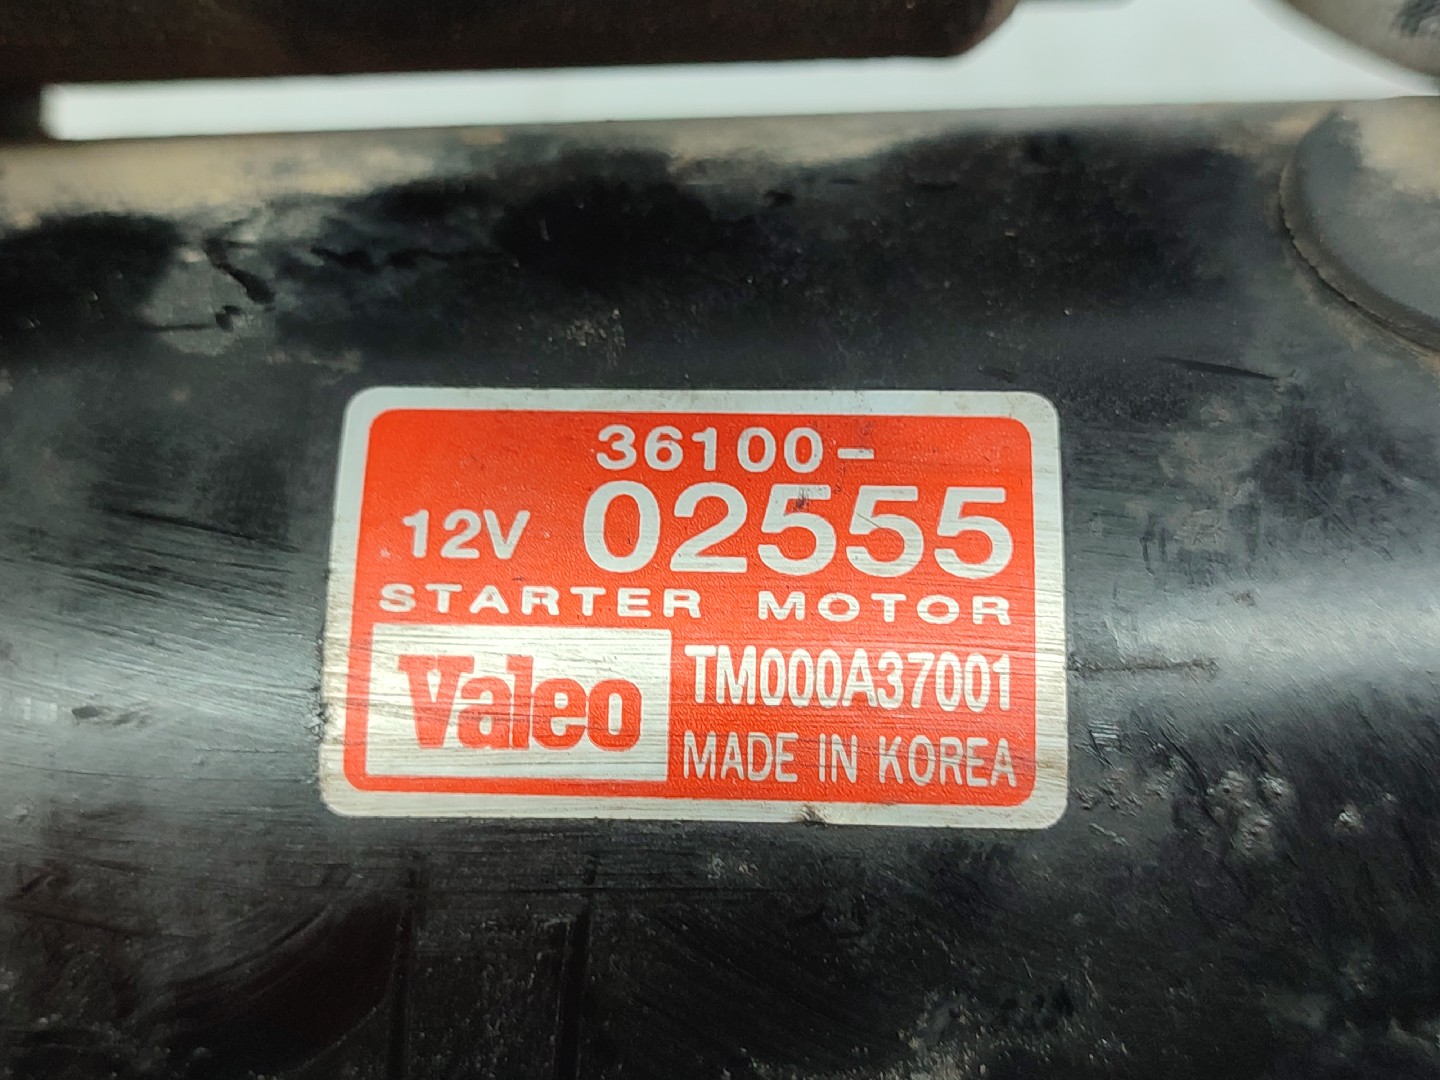 36100-
12V 02555
STARTER MOTOR
Valeo TM000A37001
MADE IN KOREA